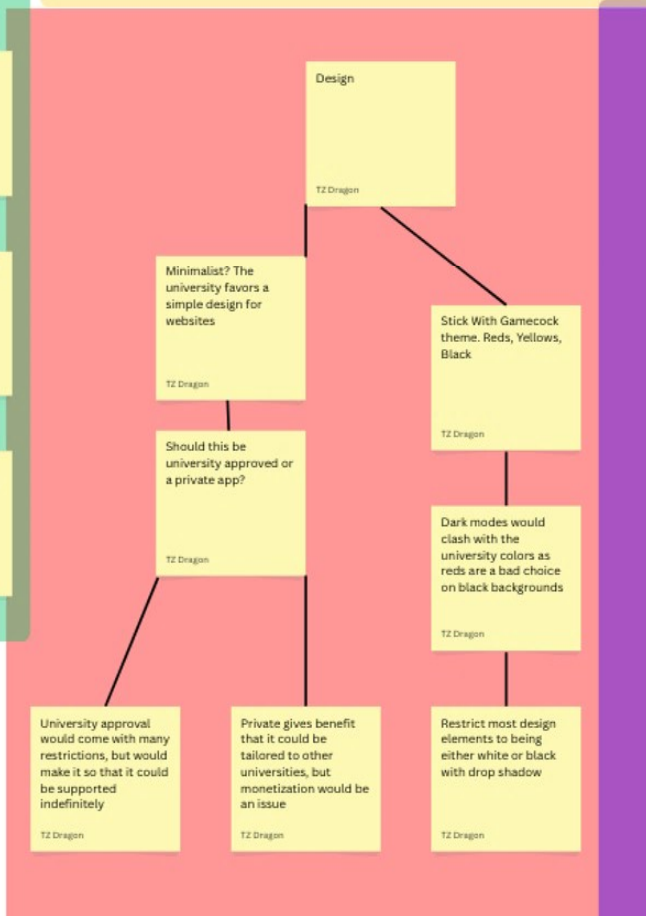 Design
TZ Dragon
Minimalist? The
university favors a
simple design for
websites
TZ Dragon
Stick With Gamecock
theme. Reds, Yellows,
Black
TZ Dragon
Should this be
university approved or
a private app?
TZ Dragon
Dark modes would
clash with the
university colors as
reds are a bad choice
on black backgrounds
TZ Dragon
University approval
would come with many
restrictions, but would
make it so that it could
be supported
indefinitely
TZ Dragon
Private gives benefit
that it could be
tailored to other
universities, but
monetization would be
an issue
TZ Dragon
Restrict most design
elements to being
either white or black
with drop shadow
TZ Dragon